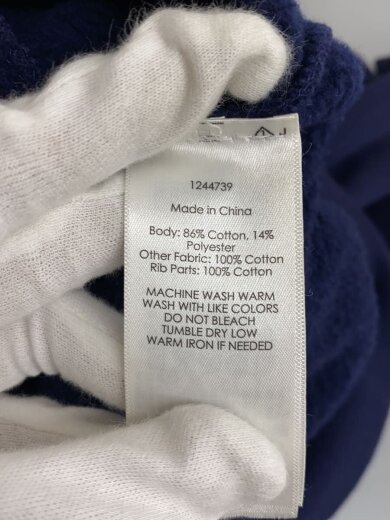 1244739
Made in China
Body: 86% Cotton, 14%
Polyester
Other Fabric: 100% Cotton
Rib Parts: 100% Cotton
MACHINE WASH WARM
WASH WITH LIKE COLORS
DO NOT BLEACH
TUMBLE DRY LOW
WARM IRON IF NEEDED